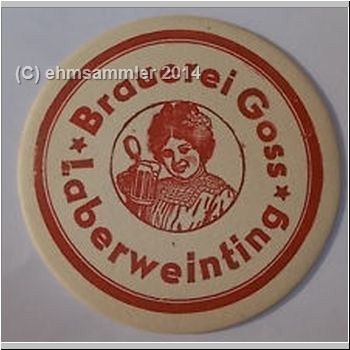 (C) ehmsammler 2014
Brauerei Goss
Laberweinting